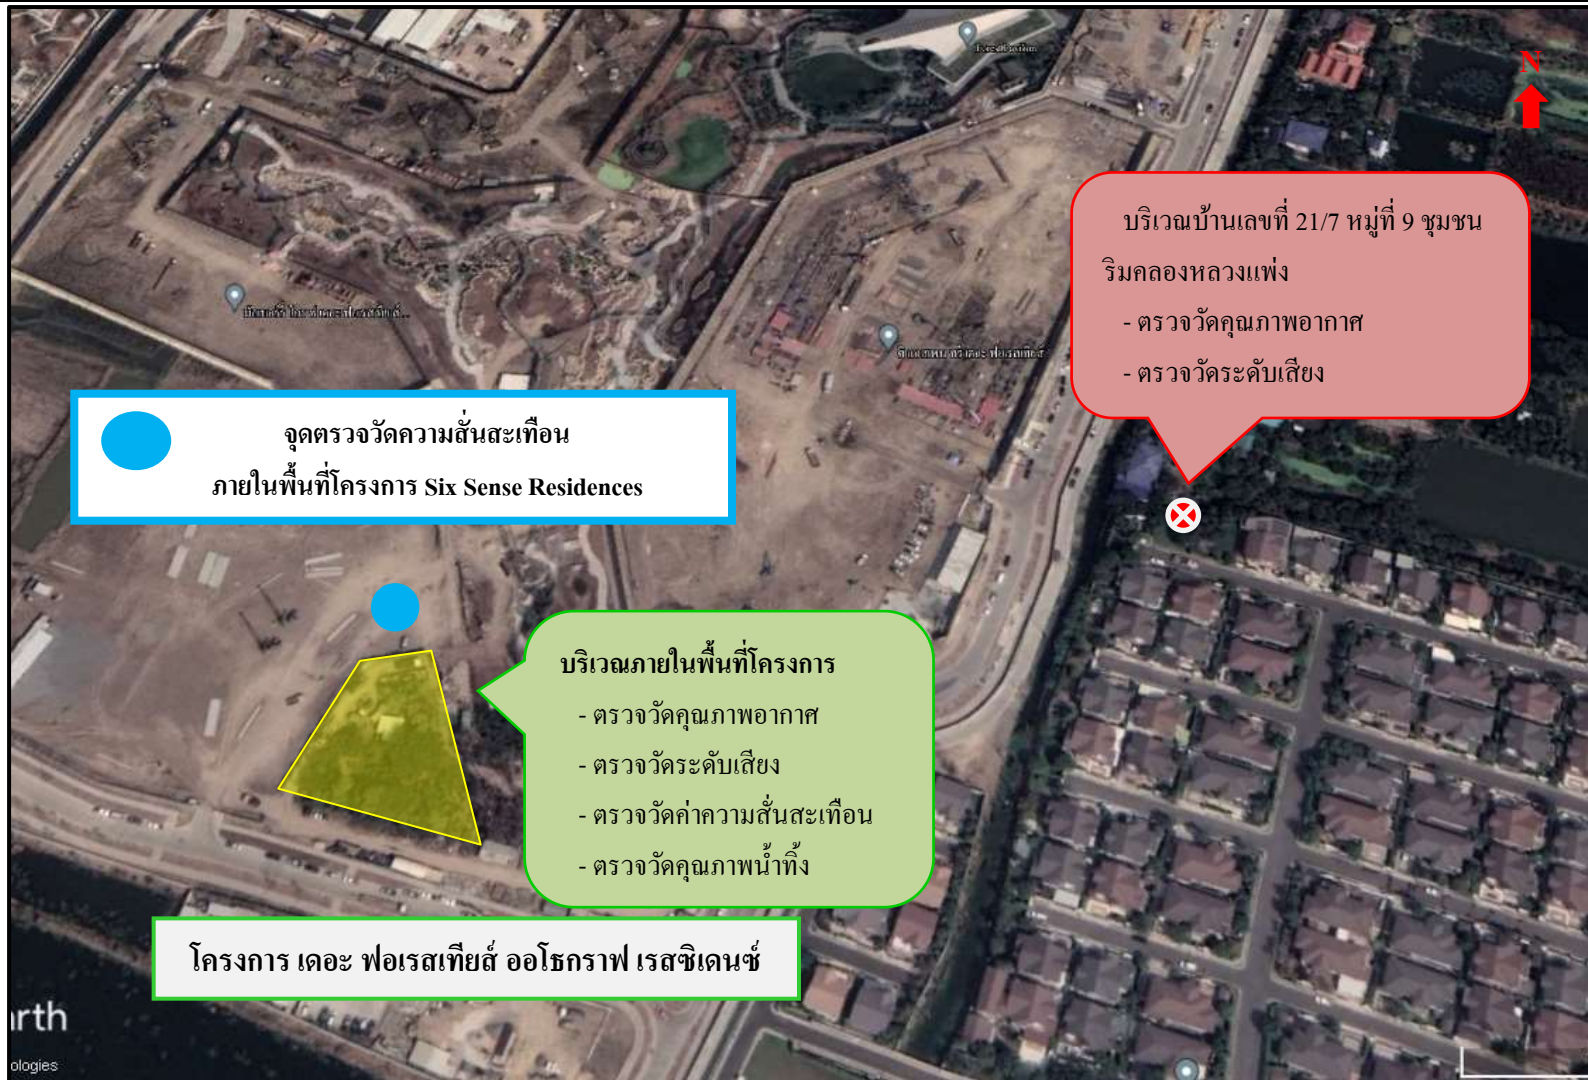 N
บริเวณบ้านเลขที่ 21/7 หมู่ที่ 9 ชุมชน
ริมคลองหลวงแพ่ง
- ตรวจวัดคุณภาพอากาศ
- ตรวจวัดระดับเสียง
จุดตรวจวัดความสั่นสะเทือน
ภายในพื้นที่โครงการ Six Sense Residences
บริเวณภายในพื้นที่โครงการ
- ตรวจวัดคุณภาพอากาศ
- ตรวจวัดระดับเสียง
- ตรวจวัดค่าความสั่นสะเทือน
- ตรวจวัดคุณภาพน้ำทิ้ง
โครงการ เดอะ ฟอเรสเทียส์ ออโธกราฟ เรสซิเดนซ์
rth
ologies